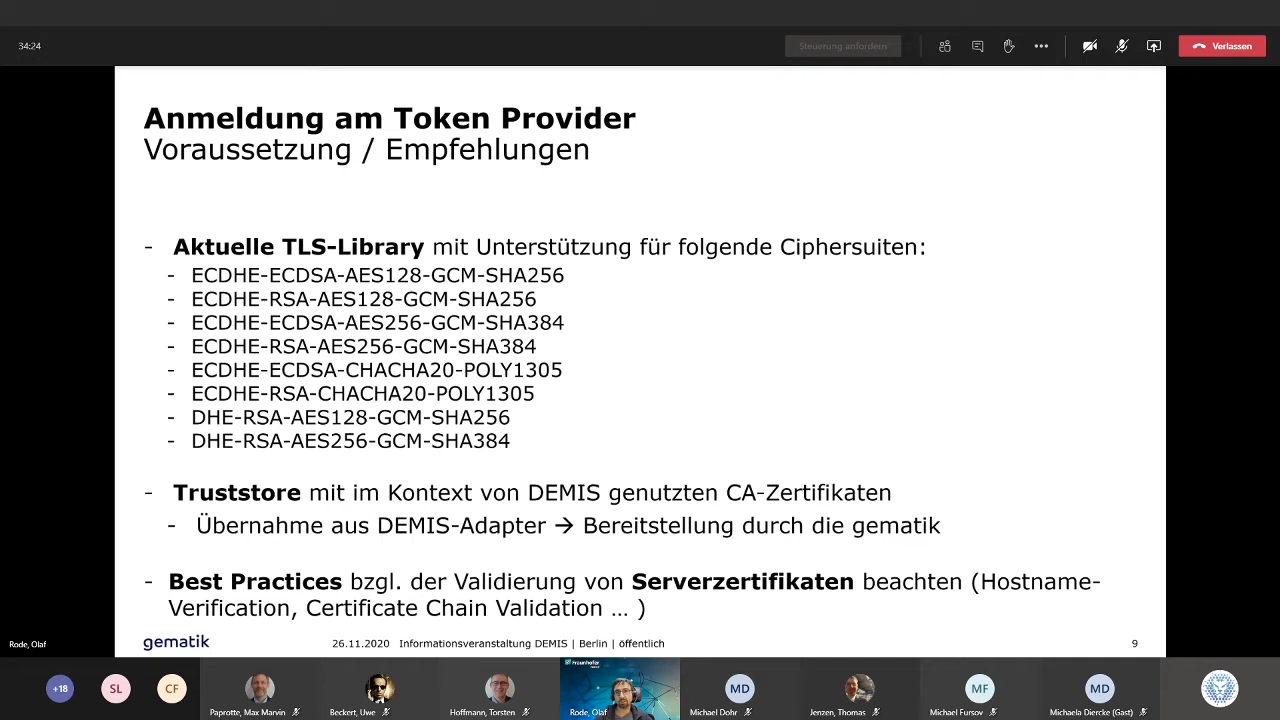 34:24
Steuerung anfordern
Verlassen
Anmeldung am Token Provider
Voraussetzung / Empfehlungen
- Aktuelle TLS-Library mit Unterstützung für folgende Ciphersuiten:
- ECDHE-ECDSA-AES128-GCM-SHA256
- ECDHE-RSA-AES128-GCM-SHA256
- ECDHE-ECDSA-AES256-GCM-SHA384
- ECDHE-RSA-AES256-GCM-SHA384
- ECDHE-ECDSA-CHACHA20-POLY1305
- ECDHE-RSA-CHACHA20-POLY1305
- DHE-RSA-AES128-GCM-SHA256
- DHE-RSA-AES256-GCM-SHA384
- Truststore mit im Kontext von DEMIS genutzten CA-Zertifikaten
- Übernahme aus DEMIS-Adapter → Bereitstellung durch die gematik
- Best Practices bzgl. der Validierung von Serverzertifikaten beachten (Hostname-
Verification, Certificate Chain Validation … )
Rode, Olaf
gematik 26.11.2020 Informationsveranstaltung DEMIS | Berlin | öffentlich 9
Fraunhofer
+18 SL CF MD MF MD
Paprotte, Max Marvin Beckert, Uwe Hoffmann, Torsten Rode, Olaf Michael Dohr Jenzen, Thomas Michael Fursov Michaela Diercke (Gast)